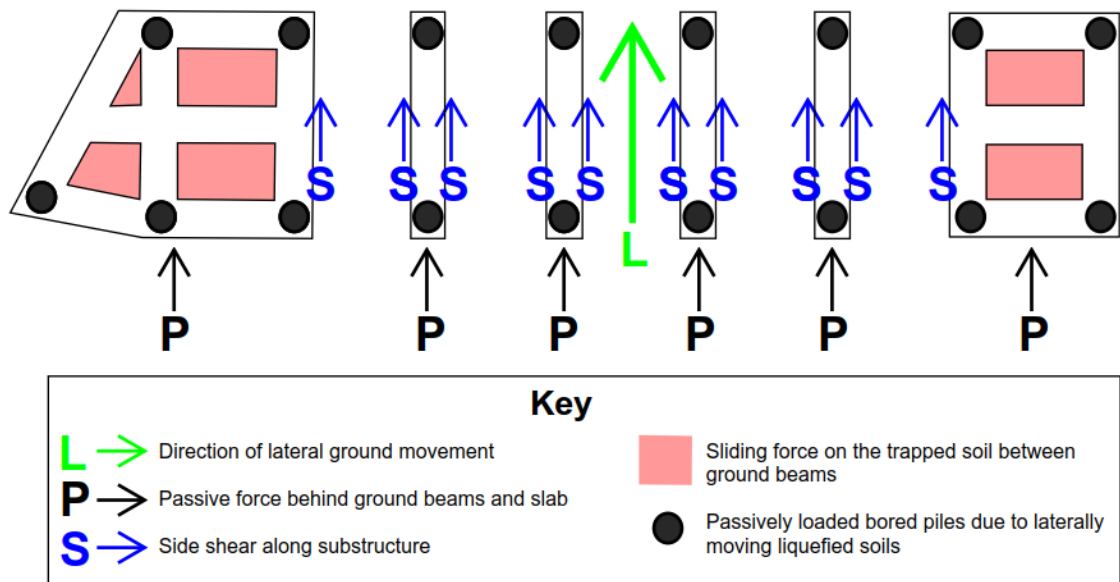 S S S S S S S S S S
L
P P P P P P
Key
L Direction of lateral ground movement
P Passive force behind ground beams and slab
S Side shear along substructure
Sliding force on the trapped soil between
ground beams
Passively loaded bored piles due to laterally
moving liquefied soils